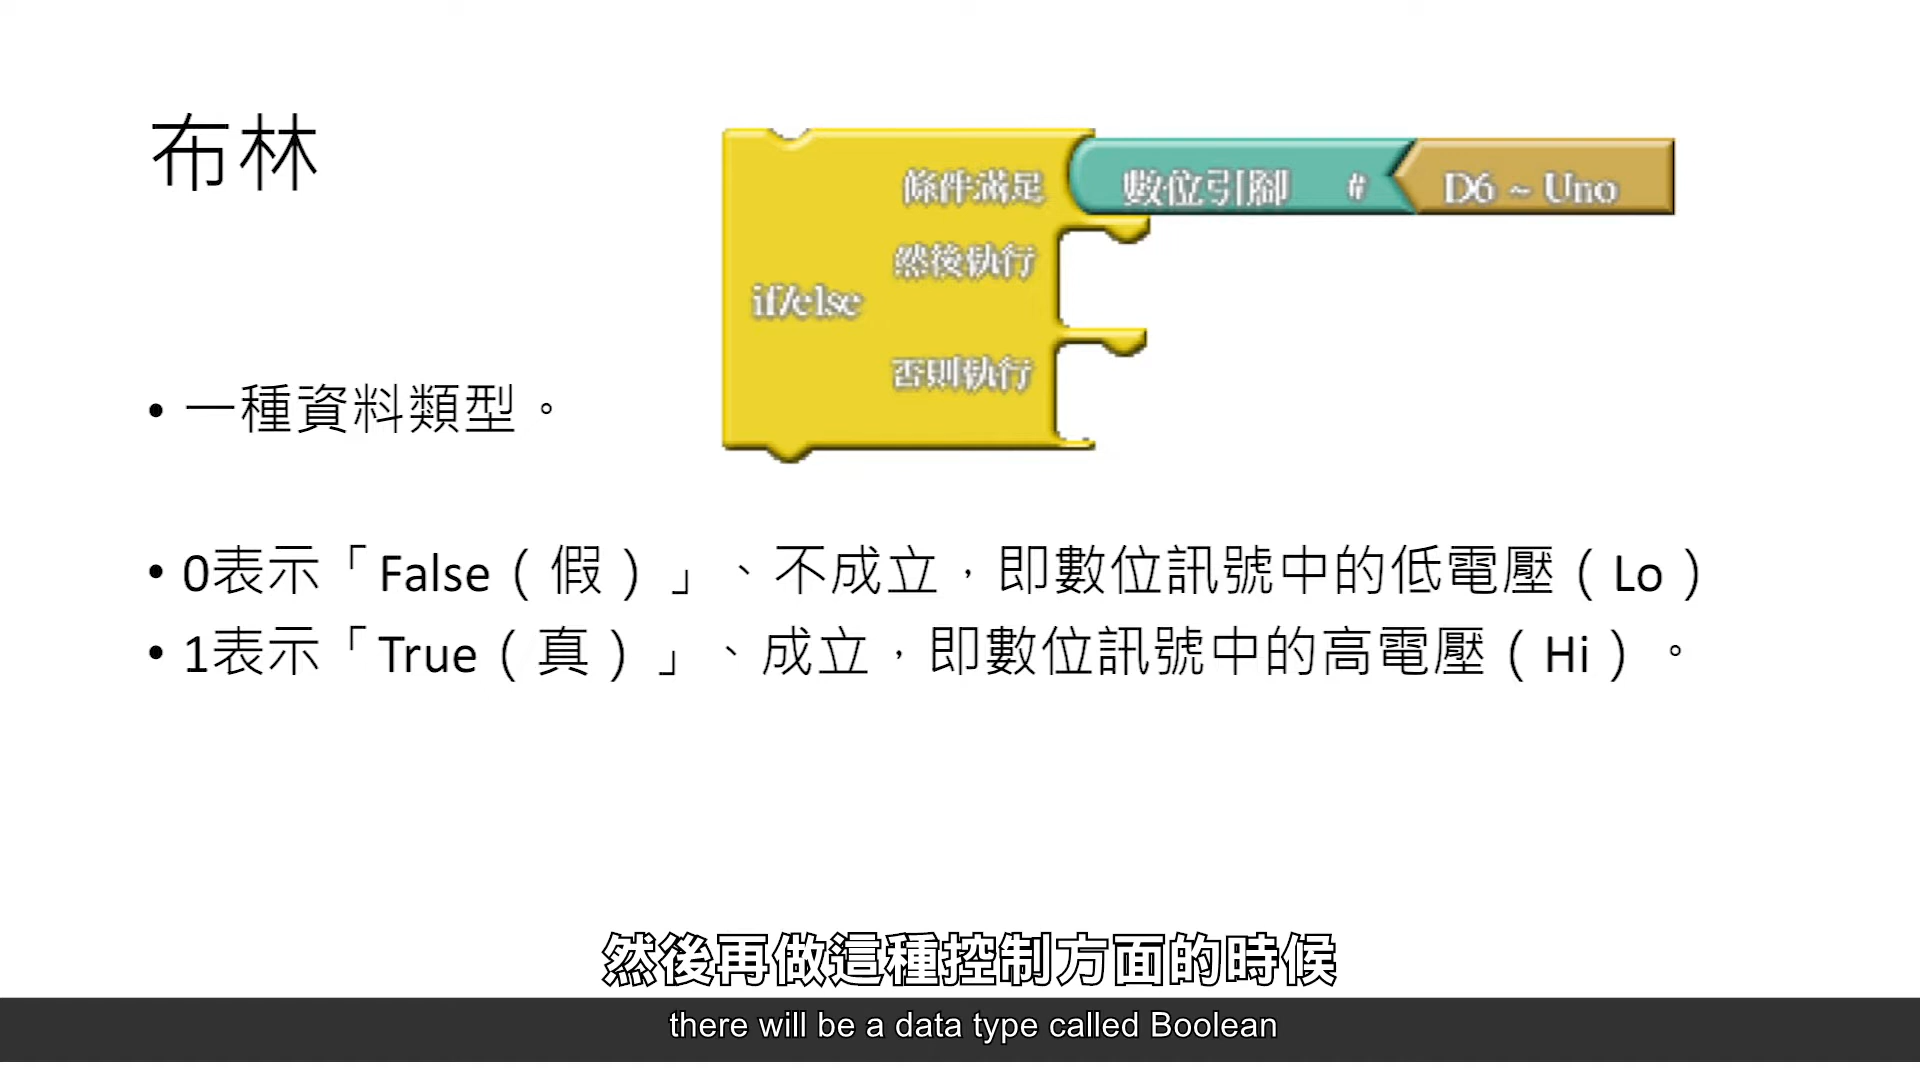 布林
條件滿足
數位引腳 #
D6 ~ Uno
然後執行
if/else
否則執行
• 一種資料類型。
• 0表示「False（假）」、不成立，即數位訊號中的低電壓（Lo）
• 1表示「True（真）」、成立，即數位訊號中的高電壓（Hi）。
然後再做這種控制方面的時候
there will be a data type called Boolean